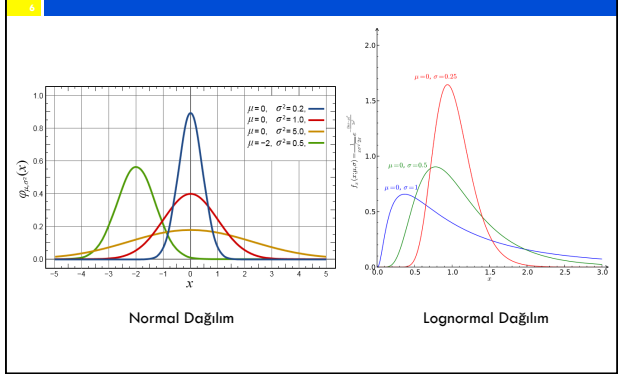 6
1.0
0.8
0.6
0.4
0.2
0.0
φμ,σ²(x)
μ=0, σ²=0.2,
μ=0, σ²=1.0,
μ=0, σ²=5.0,
μ=−2, σ²=0.5,
−5 −4 −3 −2 −1 0 1 2 3 4 5
x
Normal Dağılım
2.0
1.5
1.0
0.5
0.0
μ=0, σ=0.25
μ=0, σ=0.5
μ=0, σ=1
0.0 0.5 1.0 1.5 2.0 2.5 3.0
x
Lognormal Dağılım